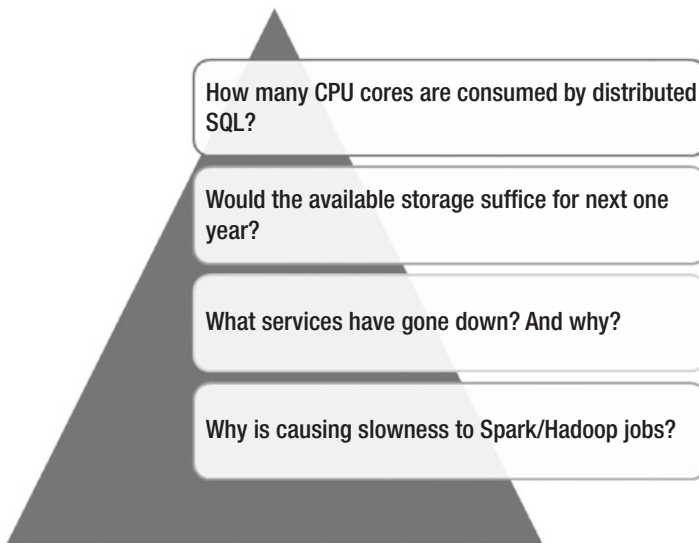 How many CPU cores are consumed by distributed
SQL?
Would the available storage suffice for next one
year?
What services have gone down? And why?
Why is causing slowness to Spark/Hadoop jobs?